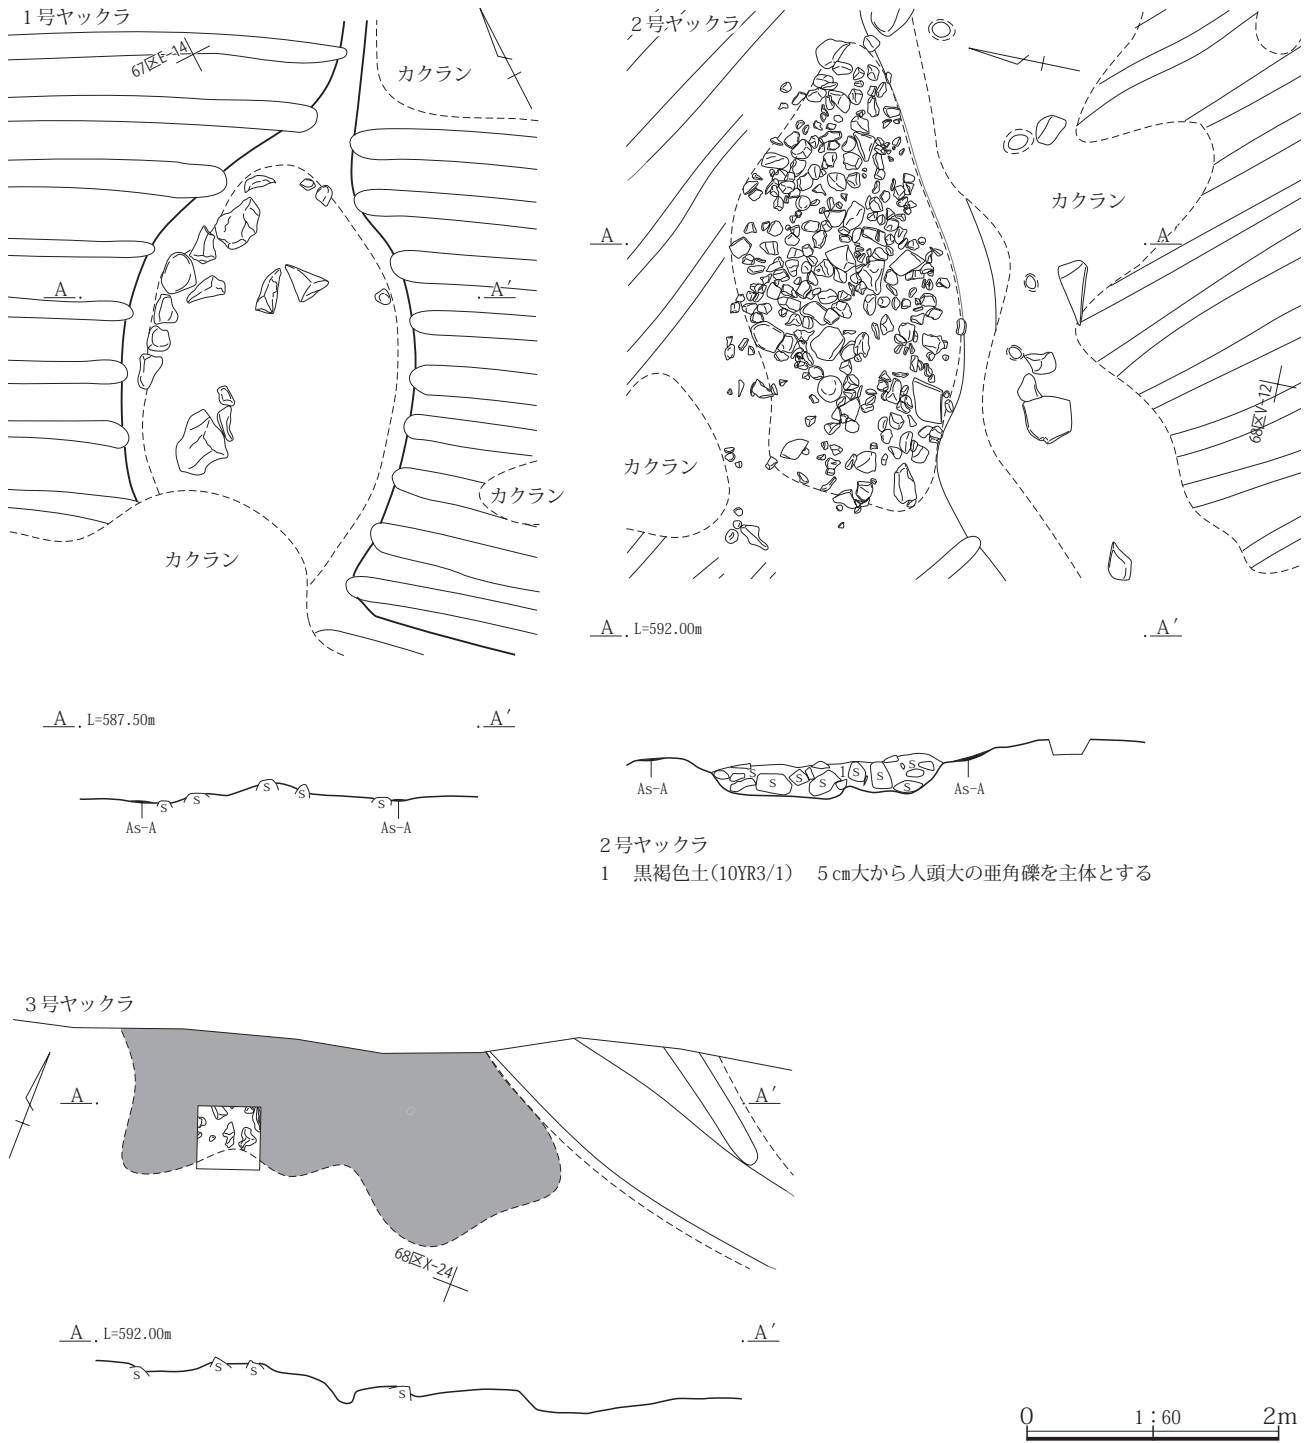 １号ヤックラ
67区E-14
カクラン
A
A′
カクラン
カクラン
A L=587.50m
A′
S S S S S
As-A
As-A
２号ヤックラ
カクラン
A
A′
68区V-12
カクラン
A L=592.00m
A′
S S S S 1 S S S S
As-A
As-A
２号ヤックラ
1 黒褐色土(10YR3/1) ５cm大から人頭大の亜角礫を主体とする
３号ヤックラ
A
A′
68区X-24
A L=592.00m
A′
S S S S
0 1：60 2m